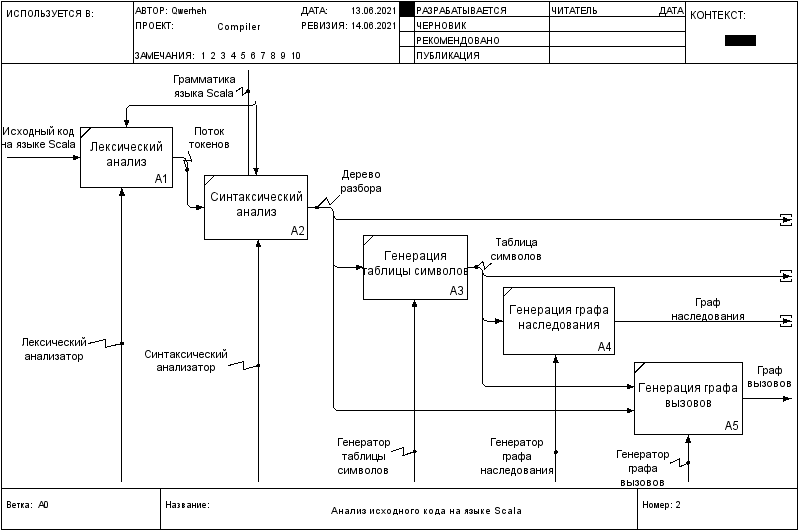 ИСПОЛЬЗУЕТСЯ В:
АВТОР: Qwerheh
ДАТА: 13.06.2021
ПРОЕКТ: Compiler
РЕВИЗИЯ: 14.06.2021
ЗАМЕЧАНИЯ: 1 2 3 4 5 6 7 8 9 10
РАЗРАБАТЫВАЕТСЯ
ЧЕРНОВИК
РЕКОМЕНДОВАНО
ПУБЛИКАЦИЯ
ЧИТАТЕЛЬ ДАТА
КОНТЕКСТ:
Грамматика
языка Scala
Исходный код
на языке Scala
Лексический
анализ
A1
Поток
токенов
Синтаксический
анализ
A2
Дерево
разбора
Генерация
таблицы символов
A3
Таблица
символов
Генерация графа
наследования
A4
Граф
наследования
Генерация графа
вызовов
A5
Граф
вызовов
Лексический
анализатор
Синтаксический
анализатор
Генератор
таблицы
символов
Генератор
графа
наследования
Генератор
графа
вызовов
Ветка: A0
Название:
Анализ исходного кода на языке Scala
Номер: 2